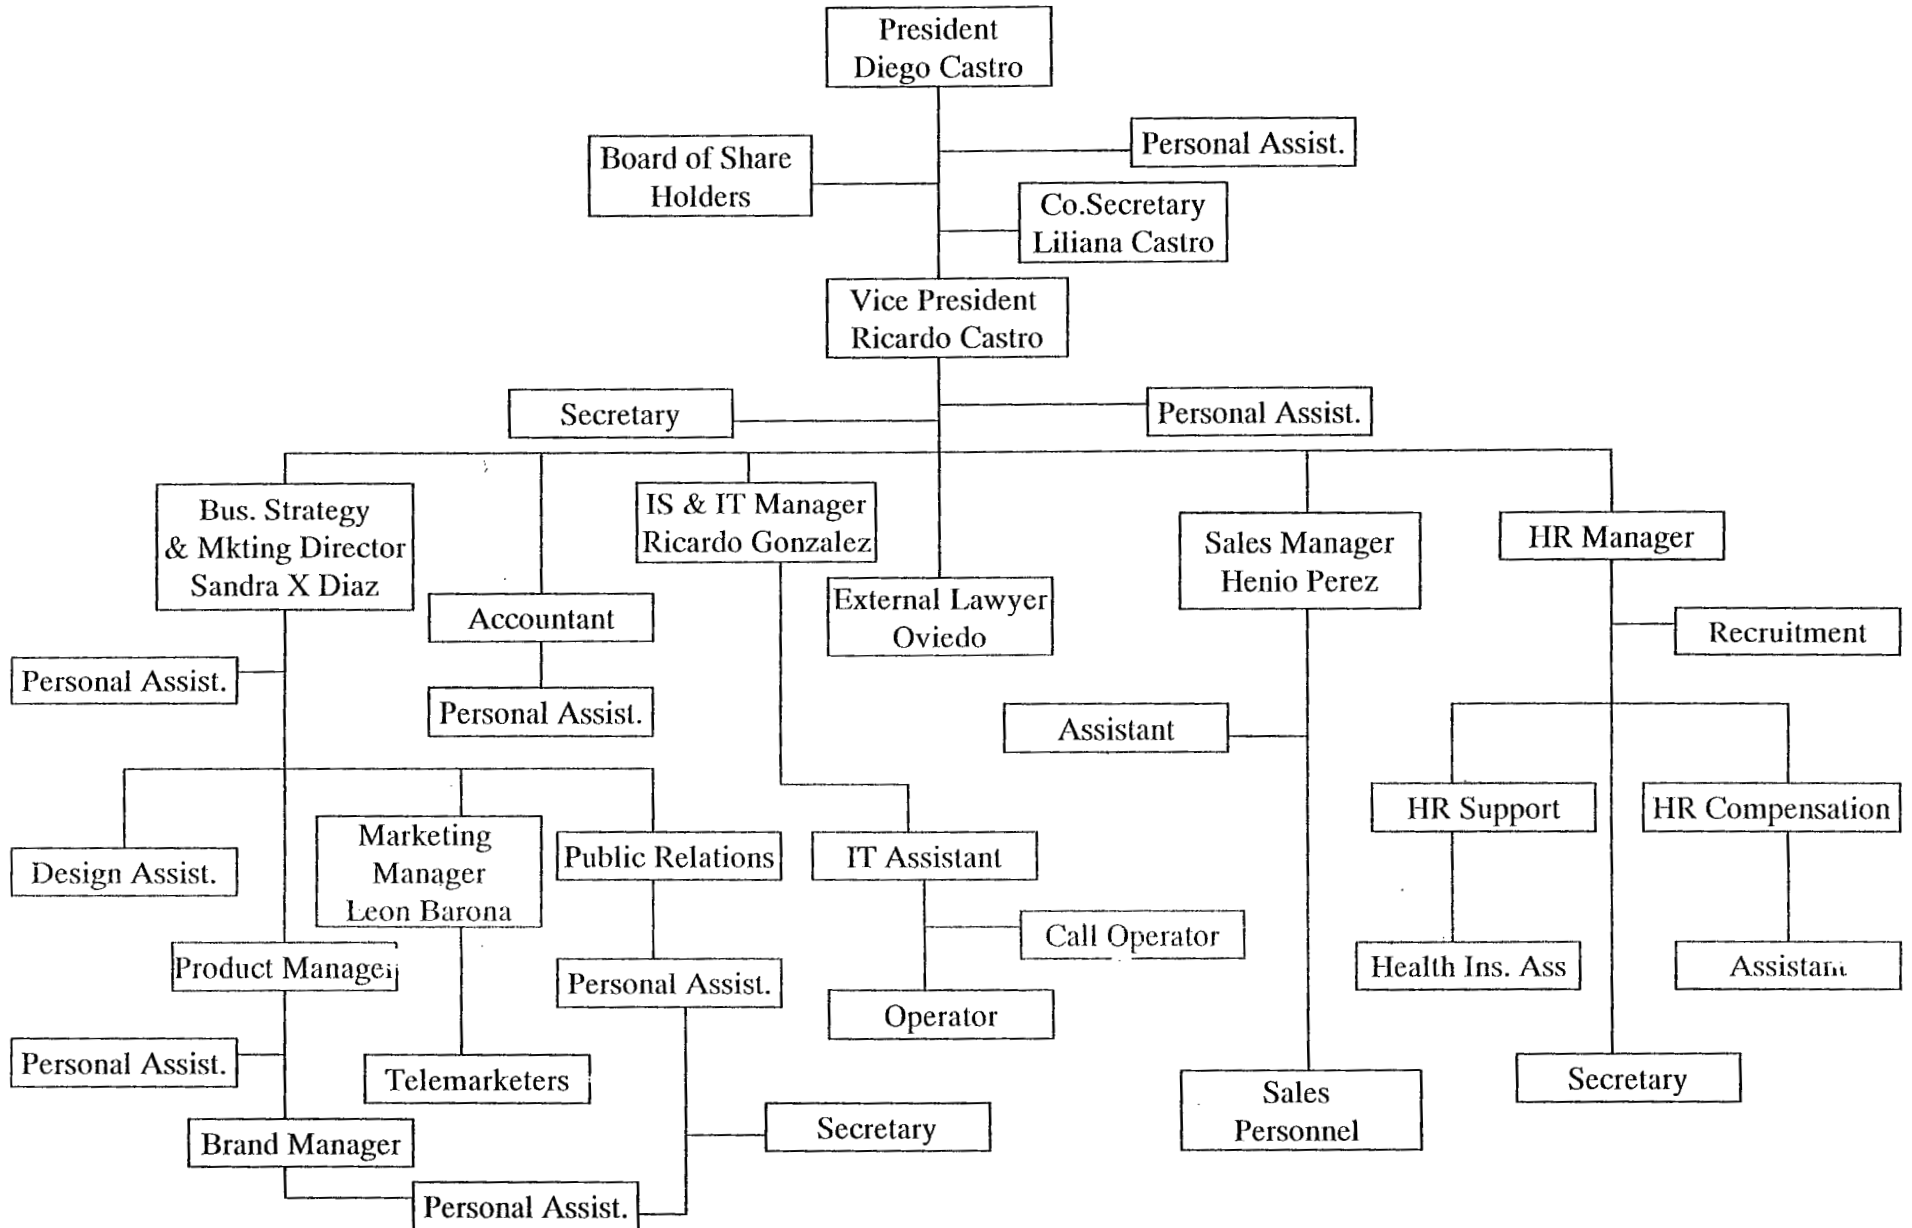 President
Diego Castro
Personal Assist.
Board of Share
Holders
Co.Secretary
Liliana Castro
Vice President
Ricardo Castro
Secretary
Personal Assist.
Bus. Strategy
& Mkting Director
Sandra X Diaz
Accountant
Personal Assist.
IS & IT Manager
Ricardo Gonzalez
External Lawyer
Oviedo
Sales Manager
Henio Perez
HR Manager
Recruitment
Personal Assist.
Assistant
Design Assist.
Marketing
Manager
Leon Barona
Public Relations
IT Assistant
HR Support
HR Compensation
Call Operator
Product Manager
Personal Assist.
Operator
Health Ins. Ass
Assistant
Personal Assist.
Telemarketers
Sales
Personnel
Secretary
Brand Manager
Secretary
Personal Assist.